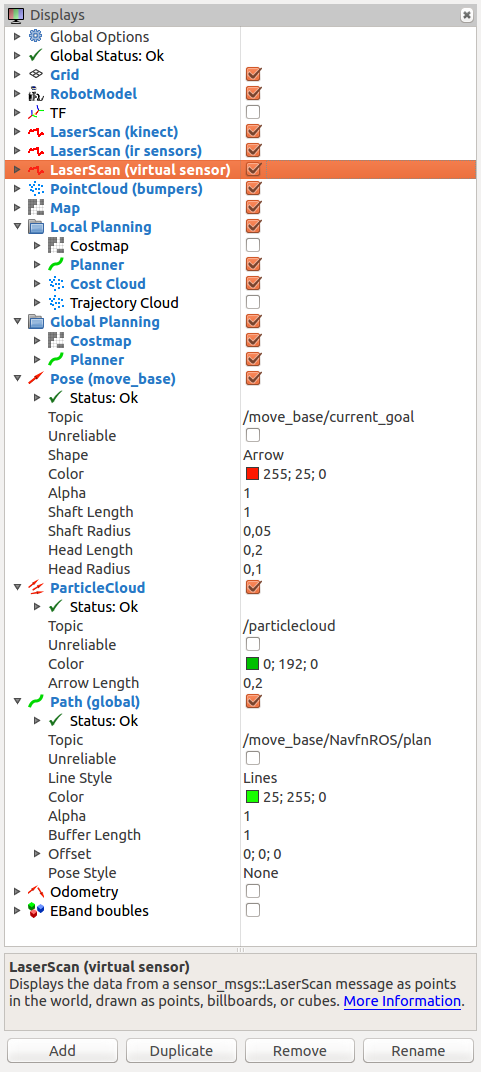 Displays
Global Options
Global Status: Ok
Grid
RobotModel
TF
LaserScan (kinect)
LaserScan (ir sensors)
LaserScan (virtual sensor)
PointCloud (bumpers)
Map
Local Planning
Costmap
Planner
Cost Cloud
Trajectory Cloud
Global Planning
Costmap
Planner
Pose (move_base)
Status: Ok
Topic /move_base/current_goal
Unreliable
Shape Arrow
Color 255; 25; 0
Alpha 1
Shaft Length 1
Shaft Radius 0,05
Head Length 0,2
Head Radius 0,1
ParticleCloud
Status: Ok
Topic /particlecloud
Unreliable
Color 0; 192; 0
Arrow Length 0,2
Path (global)
Status: Ok
Topic /move_base/NavfnROS/plan
Unreliable
Line Style Lines
Color 25; 255; 0
Alpha 1
Buffer Length 1
Offset 0; 0; 0
Pose Style None
Odometry
EBand boubles
LaserScan (virtual sensor)
Displays the data from a sensor_msgs::LaserScan message as points
in the world, drawn as points, billboards, or cubes. More Information.
Add Duplicate Remove Rename